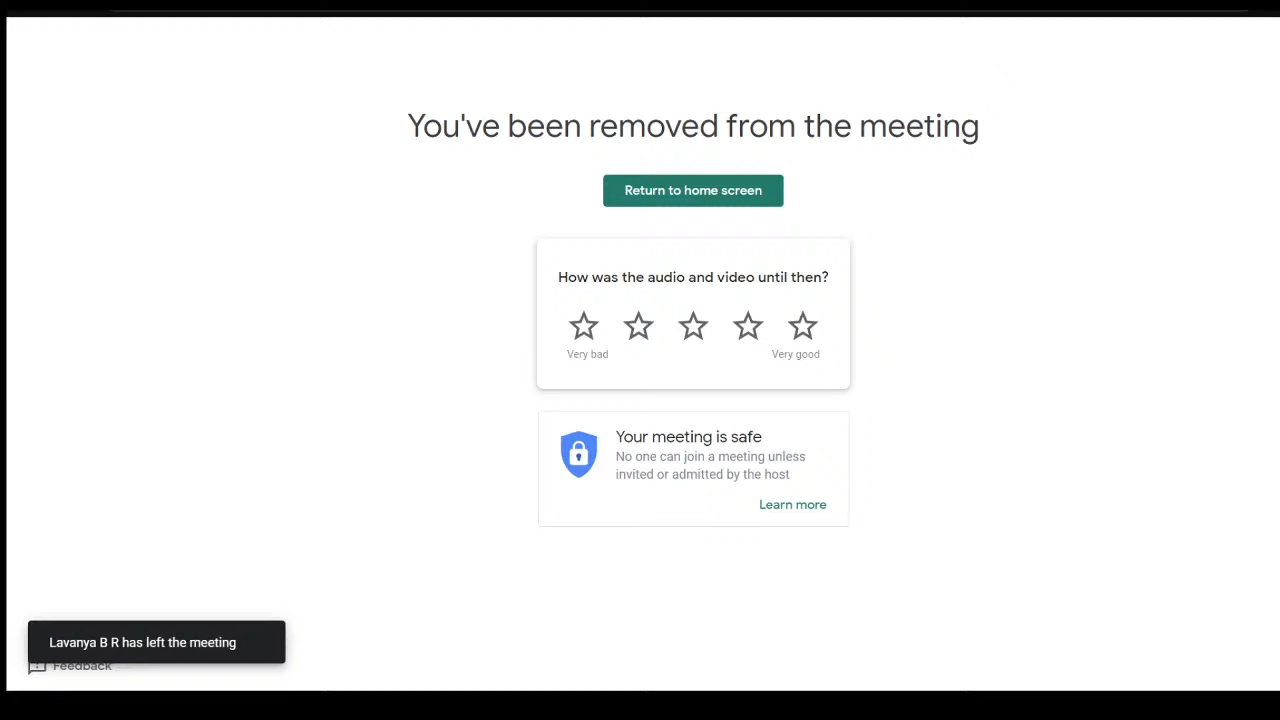 You've been removed from the meeting
Return to home screen
How was the audio and video until then?
Very bad
Very good
Your meeting is safe
No one can join a meeting unless
invited or admitted by the host
Learn more
Lavanya B R has left the meeting
Feedback